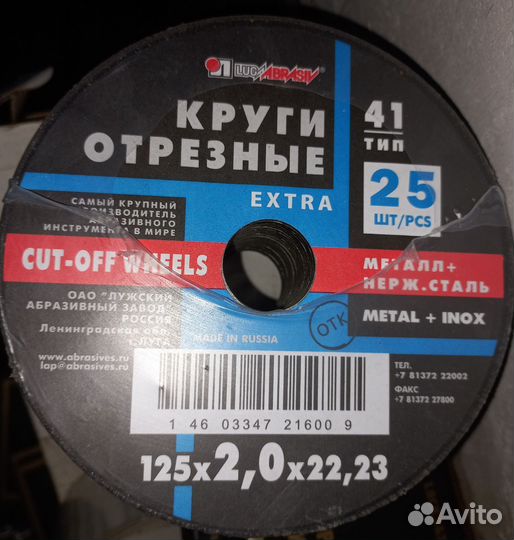 LUGAABRASIV
КРУГИ
ОТРЕЗНЫЕ
EXTRA
41
ТИП
25
ШТ/PCS
САМЫЙ КРУПНЫЙ
ПРОИЗВОДИТЕЛЬ
АБРАЗИВНОГО
ИНСТРУМЕНТА В МИРЕ
CUT-OFF WHEELS
МЕТАЛЛ+
НЕРЖ.СТАЛЬ
METAL + INOX
ОАО "ЛУЖСКИЙ
АБРАЗИВНЫЙ ЗАВОД"
РОССИЯ
Ленинградская обл.
г.ЛУГА
www.abrasives.ru
lap@abrasives.ru
ОТК
MADE IN RUSSIA
ТЕЛ.
+7 81372 22002
ФАКС
+7 81372 27800
1 46 03347 21600 9
125x2,0x22,23
Avito